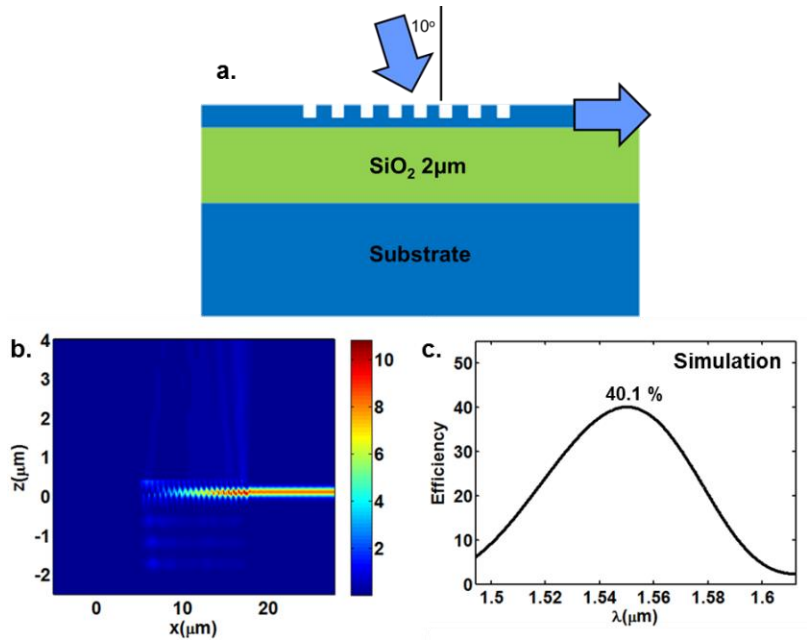 10°
a.
SiO₂ 2µm
Substrate
b.
4
3
2
1
0
-1
-2
z(µm)
0 10 20
x(µm)
10
8
6
4
2
c.
Simulation
40.1 %
50
40
30
20
10
0
Efficiency
1.5 1.52 1.54 1.56 1.58 1.6
λ(µm)